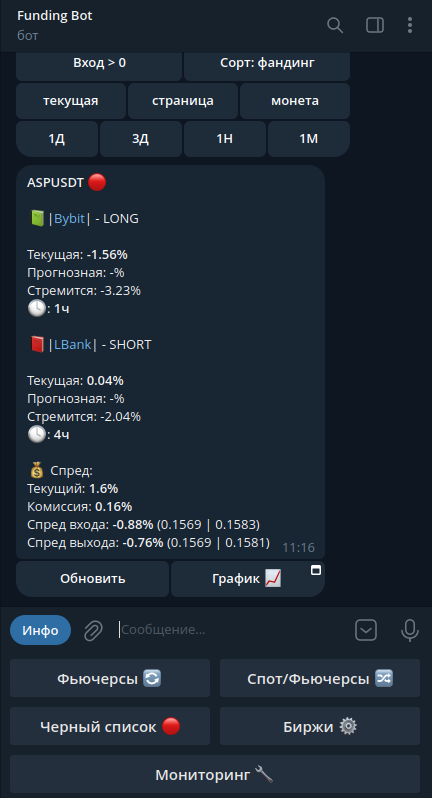 Funding Bot
бот
Вход > 0
Сорт: фандинг
текущая
страница
монета
1Д
3Д
1Н
1М
ASPUSDT 🔴
📗 |Bybit| - LONG
Текущая: -1.56%
Прогнозная: -%
Стремится: -3.23%
🕓: 1ч
📕 |LBank| - SHORT
Текущая: 0.04%
Прогнозная: -%
Стремится: -2.04%
🕓: 4ч
💰 Спред:
Текущий: 1.6%
Комиссия: 0.16%
Спред входа: -0.88% (0.1569 | 0.1583)
Спред выхода: -0.76% (0.1569 | 0.1581)
11:16
Обновить
График 📈
Инфо
Сообщение...
Фьючерсы 🔄
Спот/Фьючерсы 🔀
Черный список 🔴
Биржи ⚙️
Мониторинг 🔧